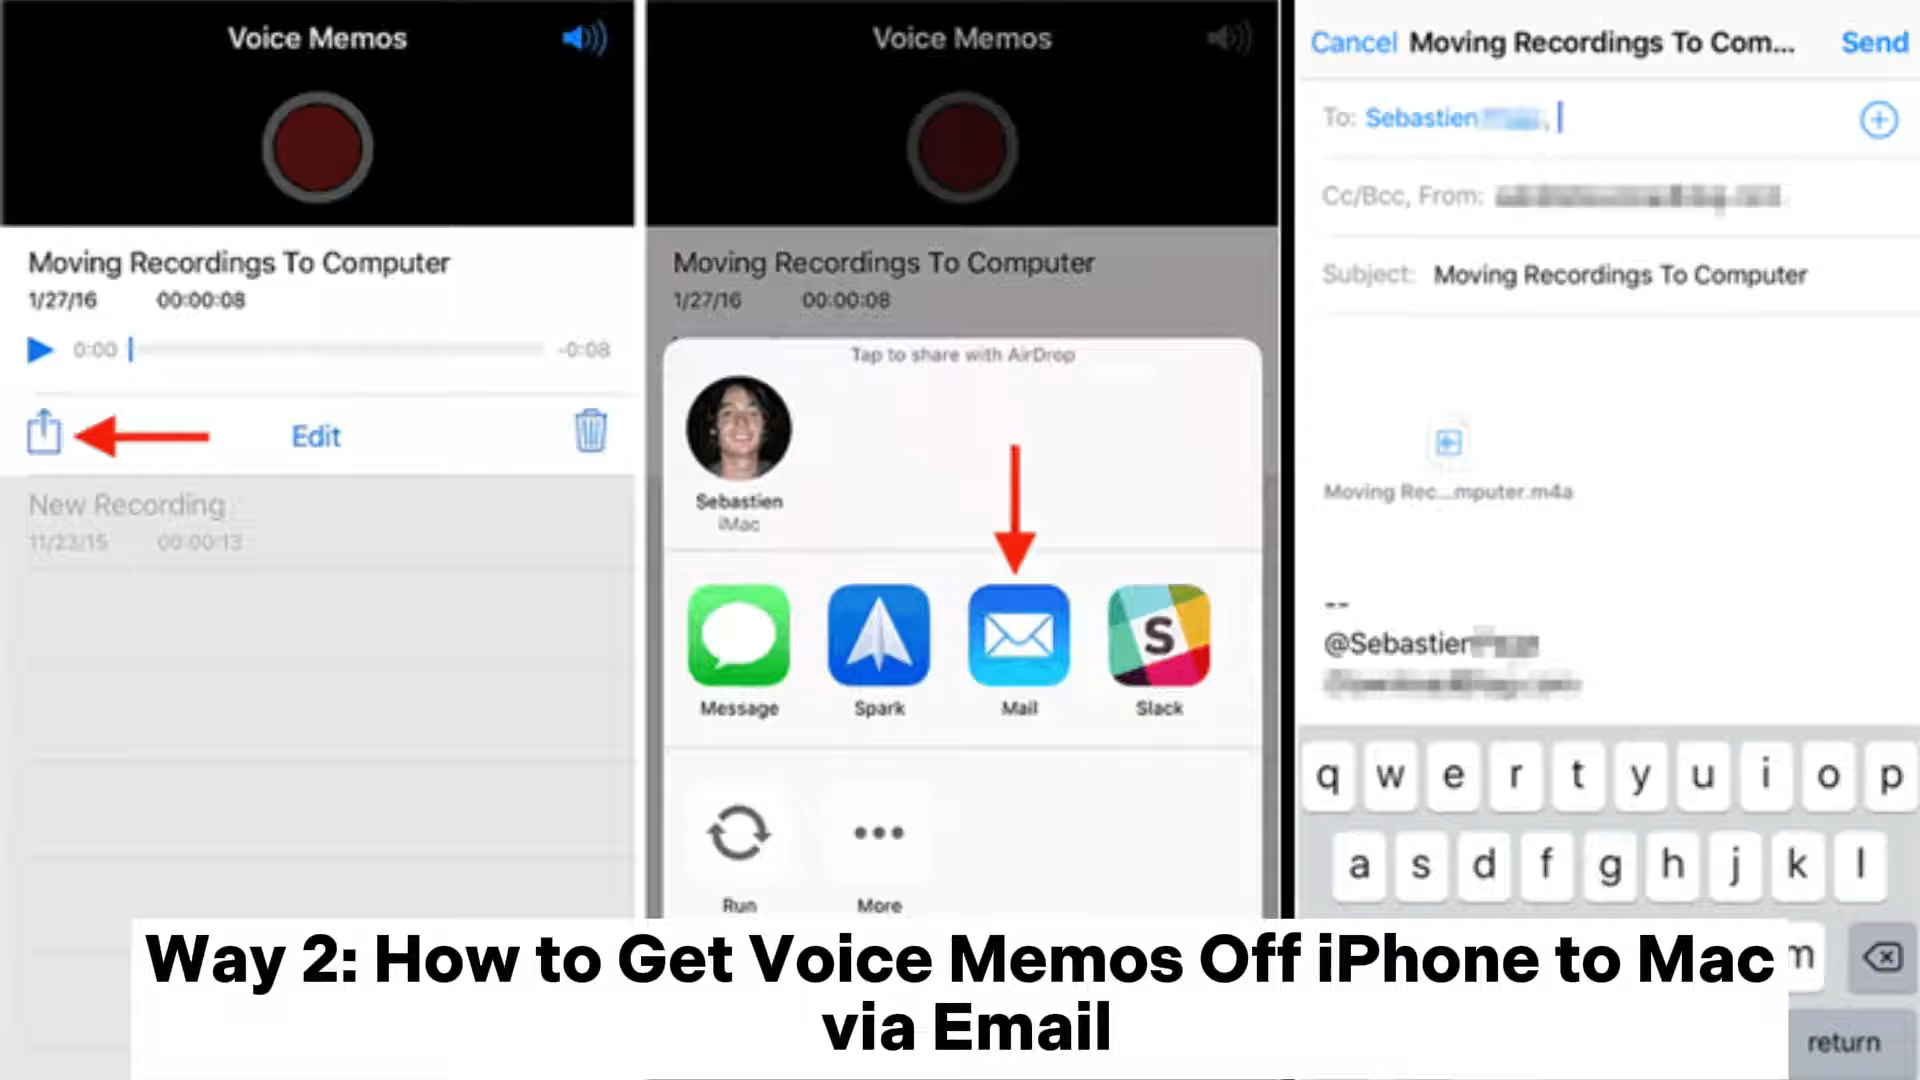 Voice Memos
Moving Recordings To Computer
1/27/16 00:00:08
0:00 -0:08
Edit
New Recording
11/23/15 00:00:13
Voice Memos
Moving Recordings To Computer
1/27/16 00:00:08
Tap to share with AirDrop
Sebastien
iMac
Message Spark Mail Slack
Run More
Cancel Moving Recordings To Com... Send
To: Sebastien
Cc/Bcc, From:
Subject: Moving Recordings To Computer
Moving Rec...mputer.m4a
--
@Sebastien
q w e r t y u i o p
a s d f g h j k l
m
return
Way 2: How to Get Voice Memos Off iPhone to Mac
via Email